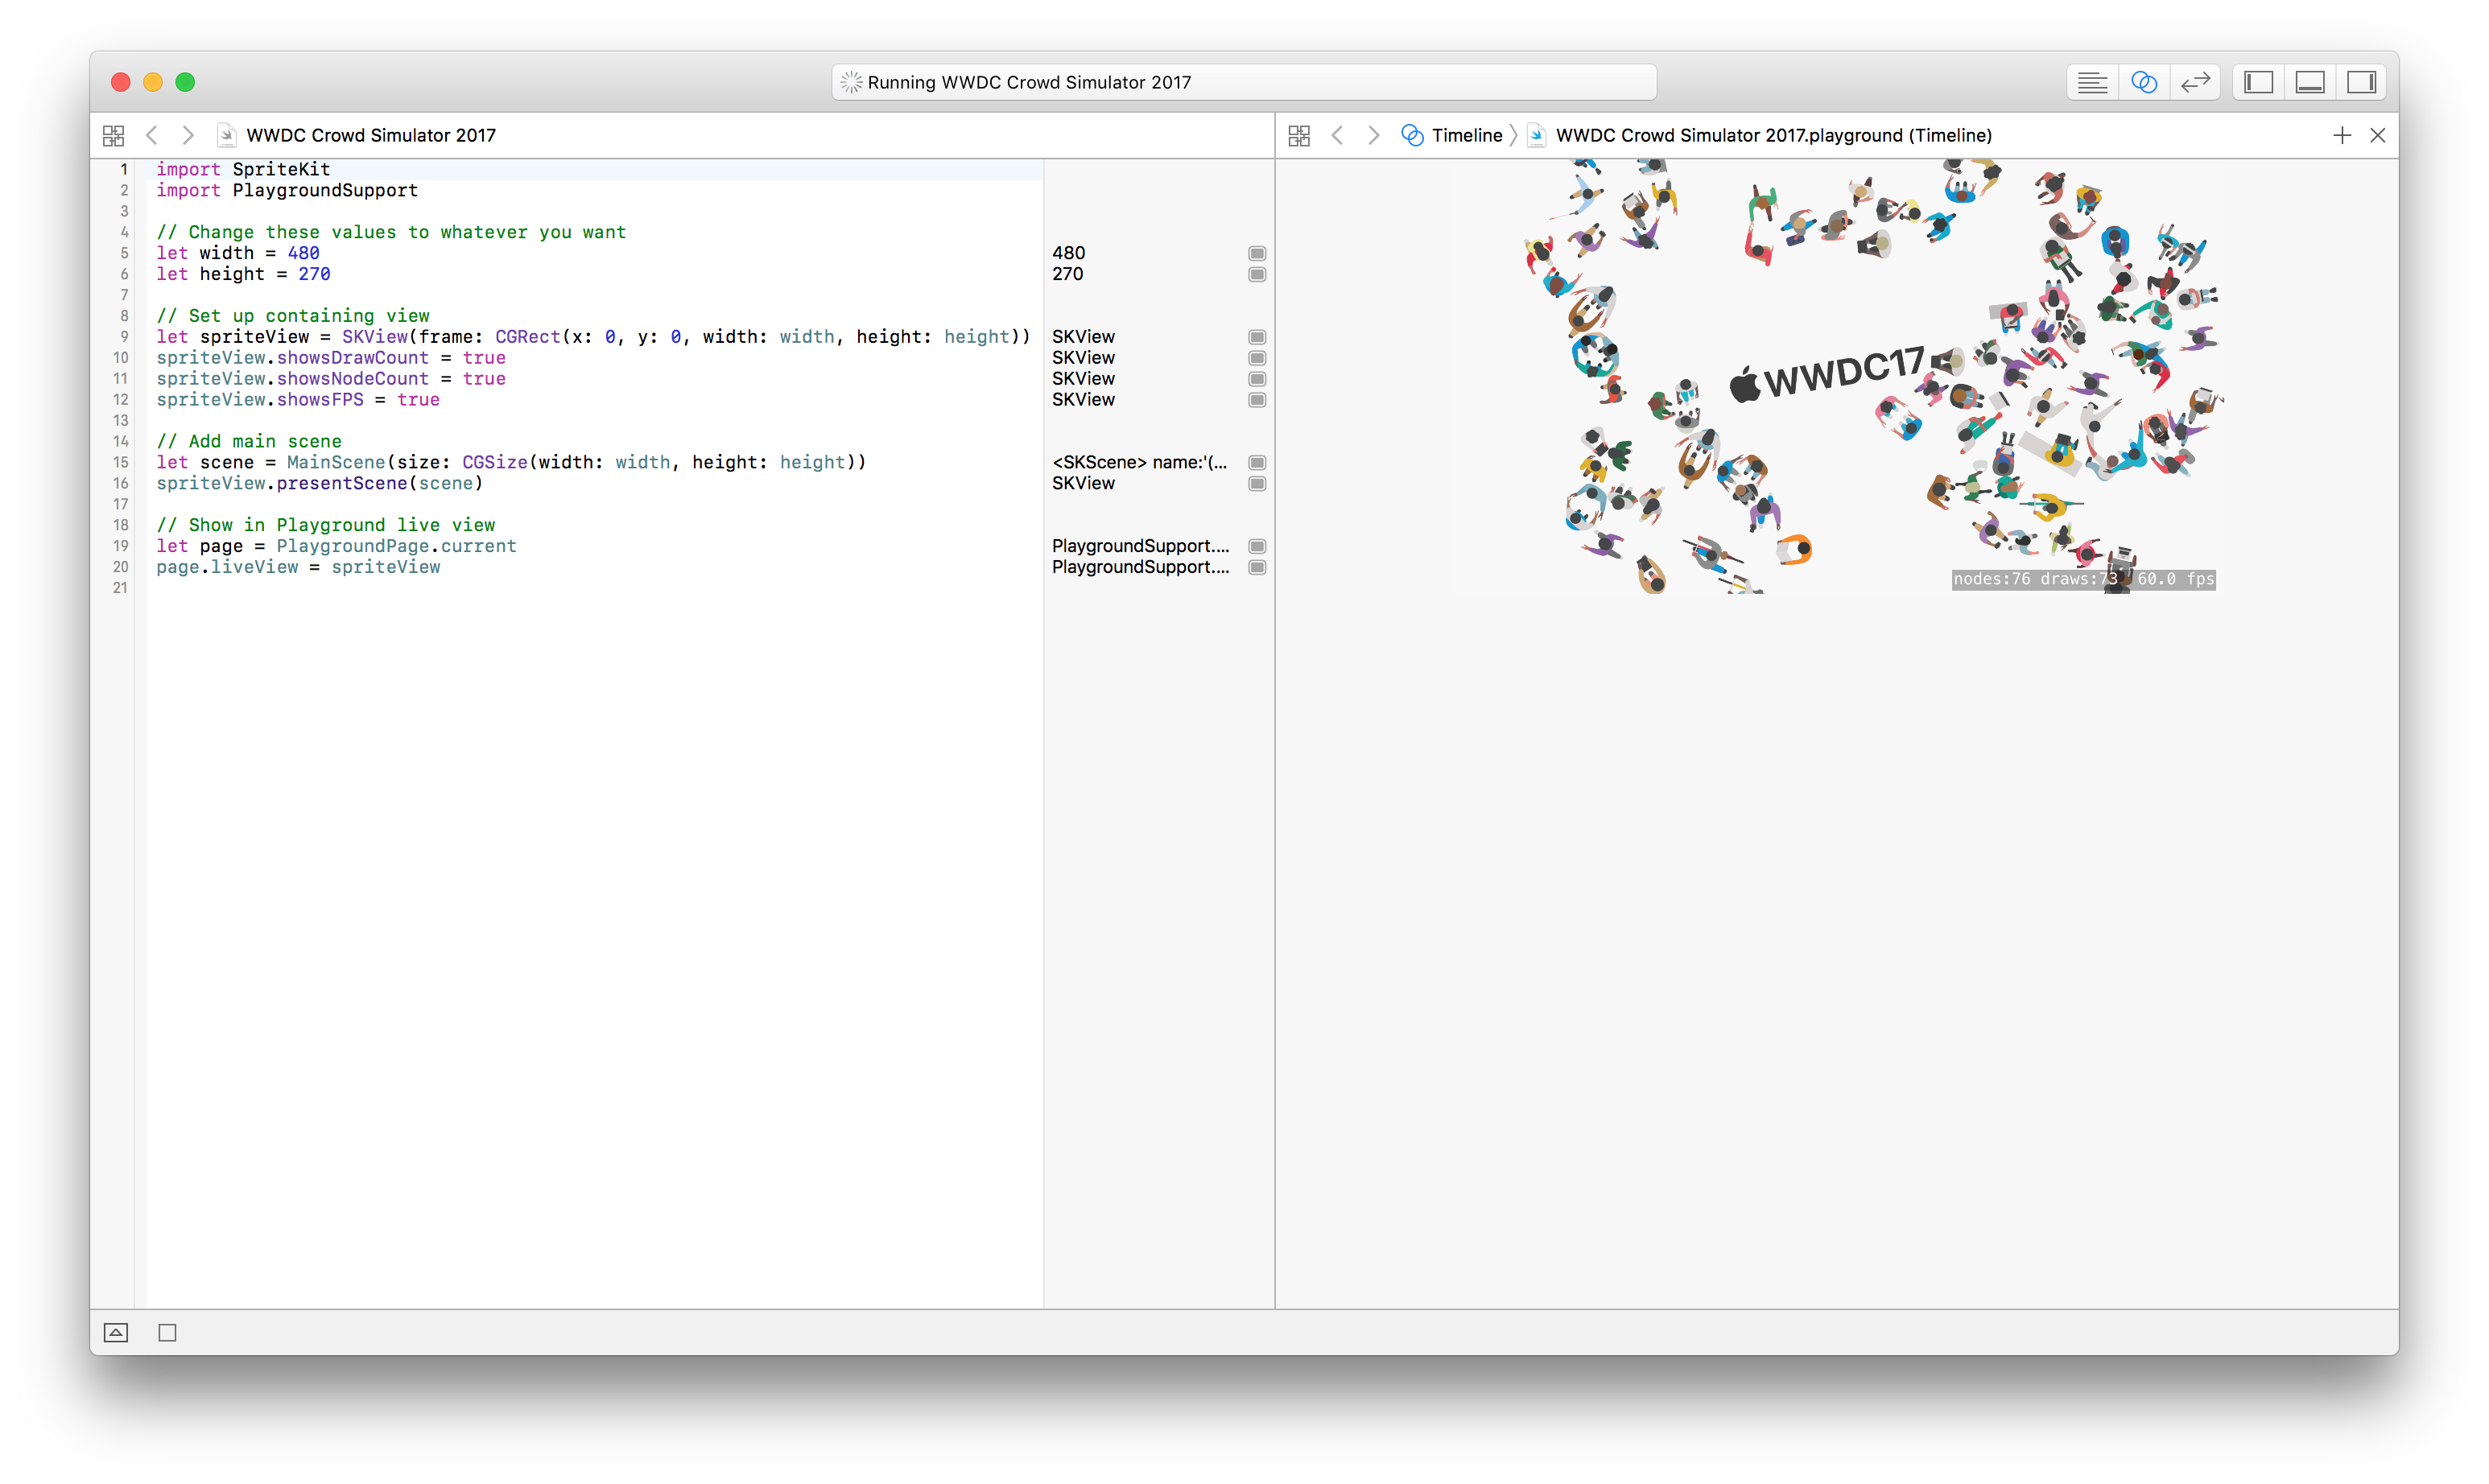 Running WWDC Crowd Simulator 2017
WWDC Crowd Simulator 2017
Timeline 〉 WWDC Crowd Simulator 2017.playground (Timeline)
1 import SpriteKit
2 import PlaygroundSupport
3
4 // Change these values to whatever you want
5 let width = 480 480
6 let height = 270 270
7
8 // Set up containing view
9 let spriteView = SKView(frame: CGRect(x: 0, y: 0, width: width, height: height)) SKView
10 spriteView.showsDrawCount = true SKView
11 spriteView.showsNodeCount = true SKView
12 spriteView.showsFPS = true SKView
13
14 // Add main scene
15 let scene = MainScene(size: CGSize(width: width, height: height)) <SKScene> name:'(...
16 spriteView.presentScene(scene) SKView
17
18 // Show in Playground live view
19 let page = PlaygroundPage.current PlaygroundSupport....
20 page.liveView = spriteView PlaygroundSupport....
21
WWDC17
nodes:76 draws:73 60.0 fps